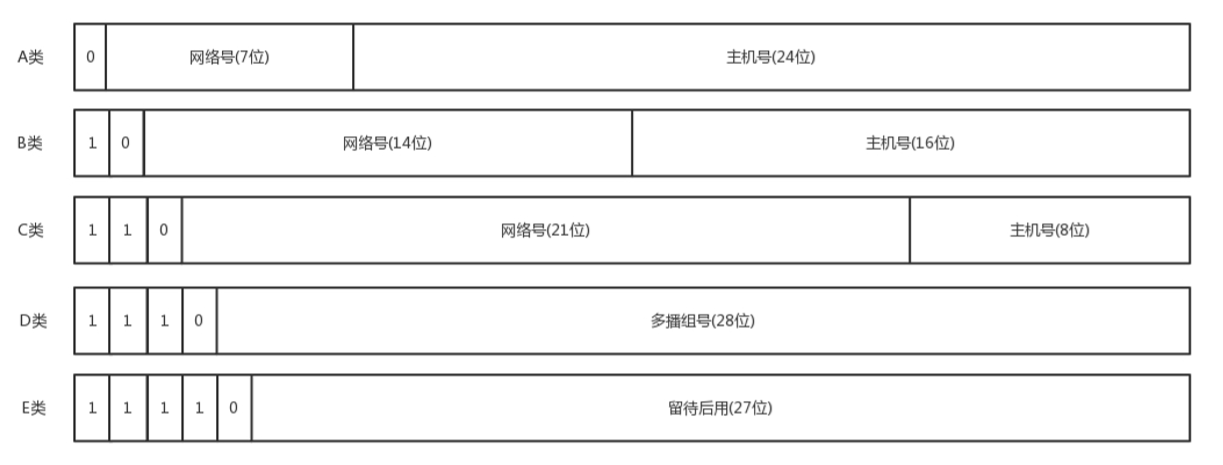 A类 0 网络号(7位) 主机号(24位)
B类 1 0 网络号(14位) 主机号(16位)
C类 1 1 0 网络号(21位) 主机号(8位)
D类 1 1 1 0 多播组号(28位)
E类 1 1 1 1 0 留待后用(27位)